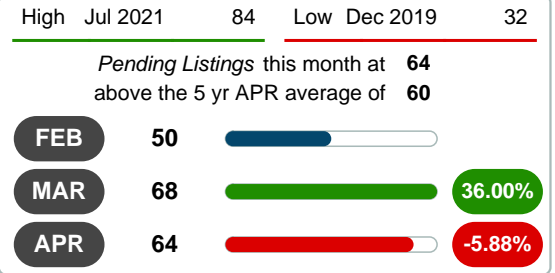 High Jul 2021 84 Low Dec 2019 32
Pending Listings this month at 64
above the 5 yr APR average of 60
FEB 50
MAR 68 36.00%
APR 64 -5.88%